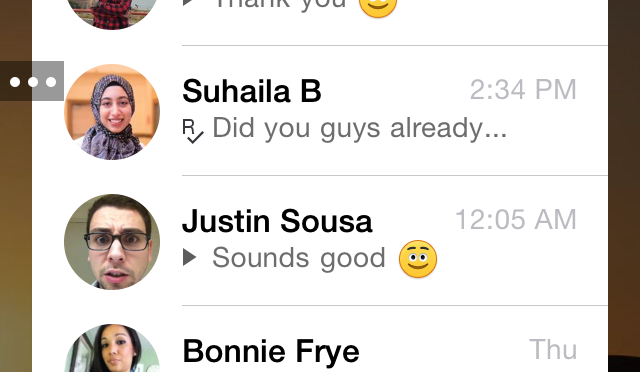 Thank you
Suhaila B
2:34 PM
R Did you guys already...
Justin Sousa
12:05 AM
Sounds good
Bonnie Frye
Thu